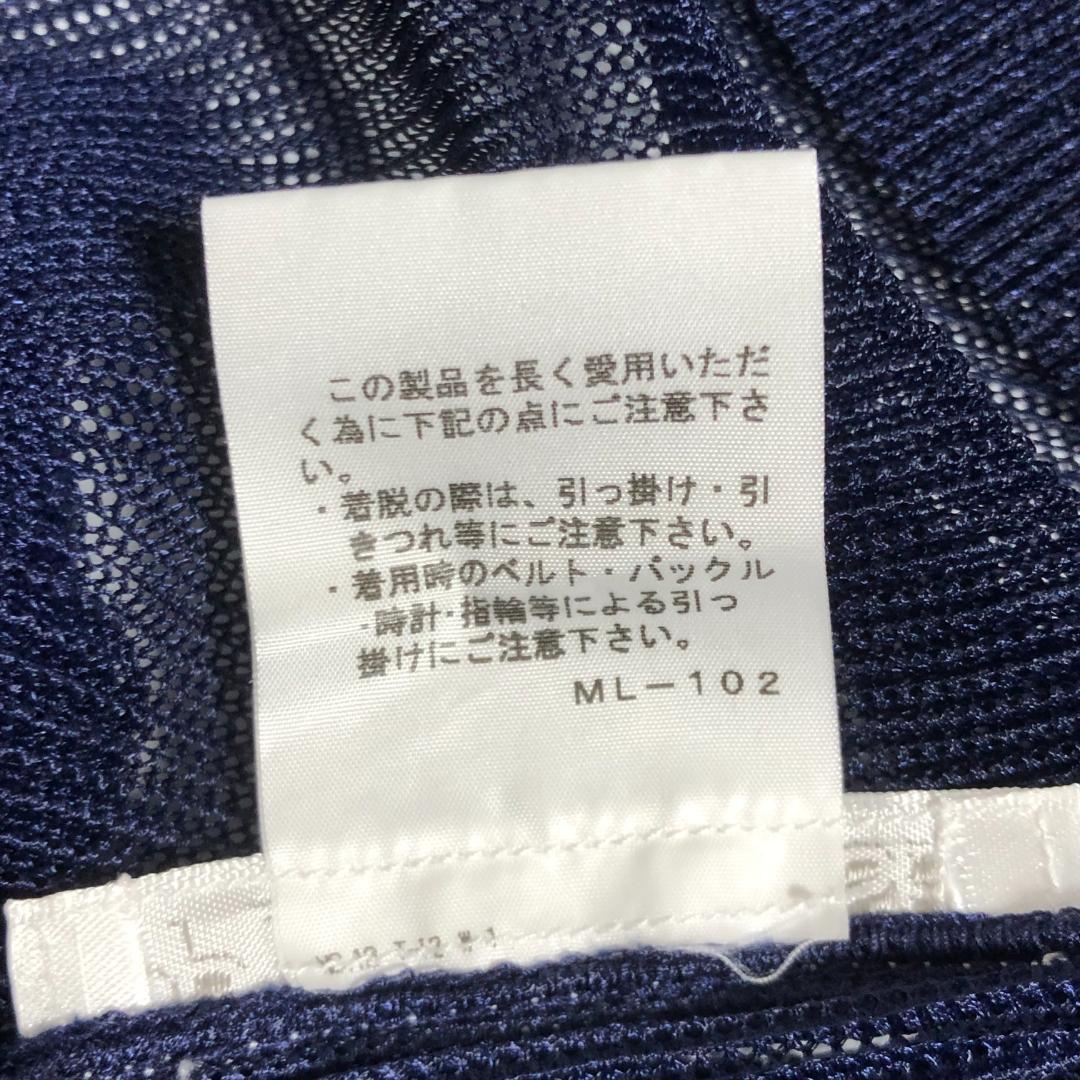 この製品を長く愛用いただ
く為に下記の点にご注意下さ
い。
・着脱の際は、引っ掛け・引
きつれ等にご注意下さい。
・着用時のベルト・バックル
・時計・指輪等による引っ
掛けにご注意下さい。
ML-102